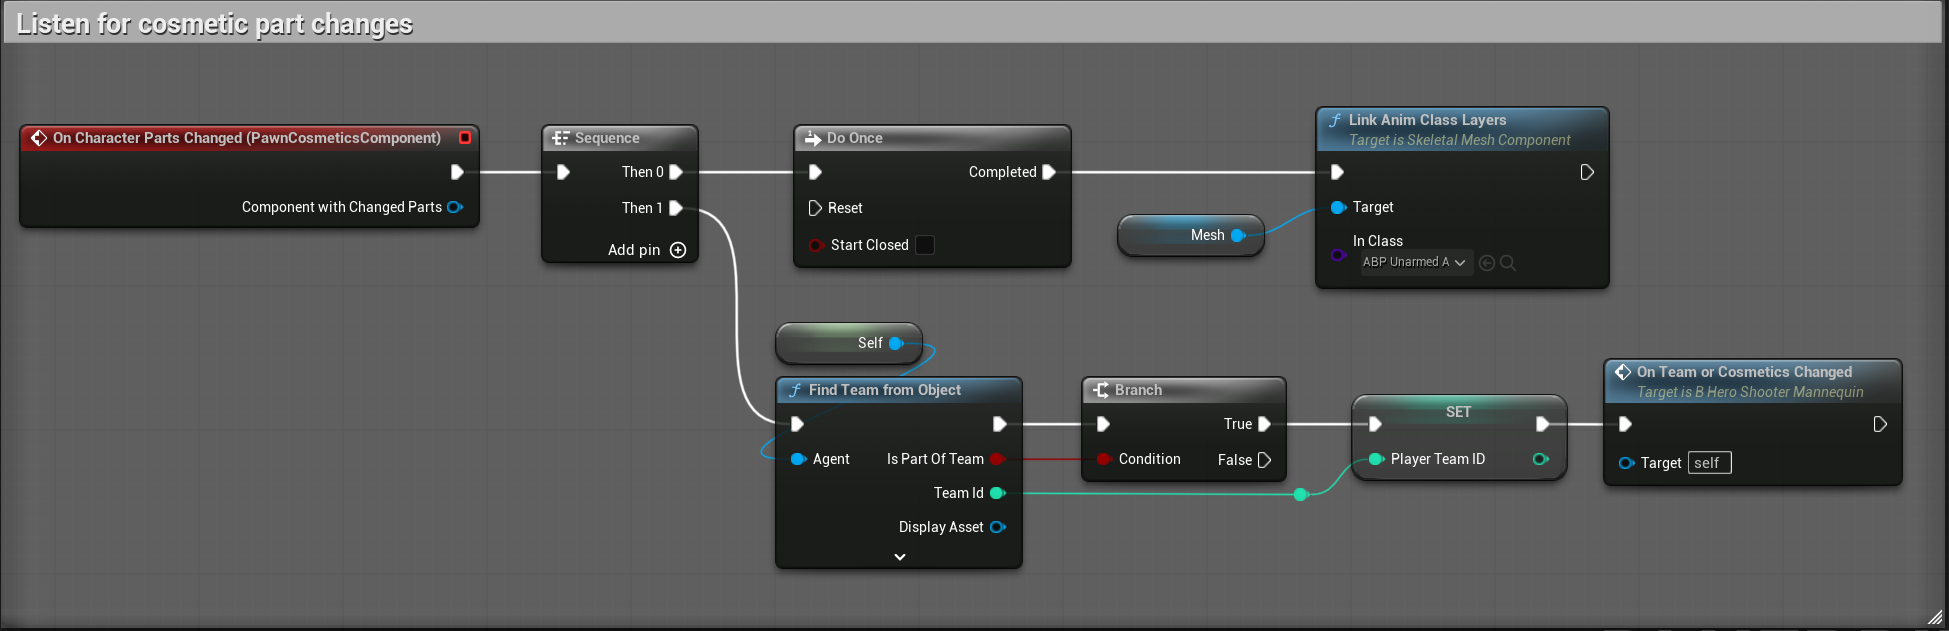 Listen for cosmetic part changes
On Character Parts Changed (PawnCosmeticsComponent)
Component with Changed Parts
Sequence
Then 0
Then 1
Add pin
Do Once
Completed
Reset
Start Closed
Mesh
Link Anim Class Layers
Target is Skeletal Mesh Component
Target
In Class
ABP Unarmed A
Self
Find Team from Object
Agent
Is Part Of Team
Team Id
Display Asset
Branch
True
Condition
False
SET
Player Team ID
On Team or Cosmetics Changed
Target is B Hero Shooter Mannequin
Target self